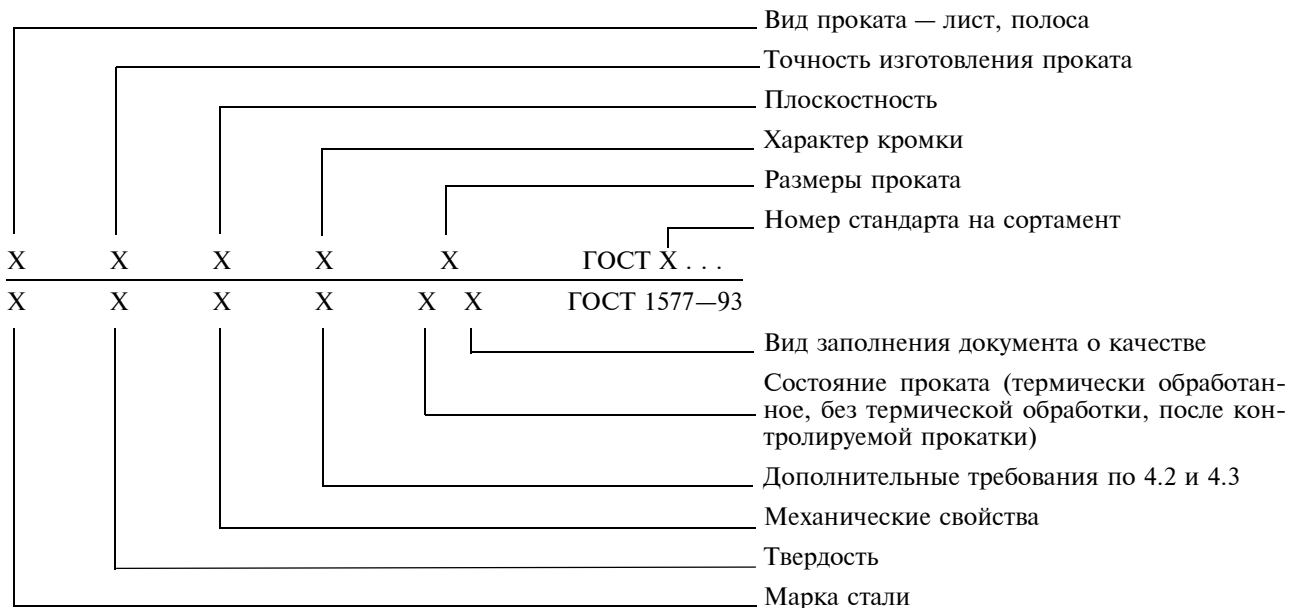 Вид проката — лист, полоса
Точность изготовления проката
Плоскостность
Характер кромки
Размеры проката
Номер стандарта на сортамент
Х Х Х Х Х ГОСТ Х . . .
Х Х Х Х Х Х ГОСТ 1577—93
Вид заполнения документа о качестве
Состояние проката (термически обработан-
ное, без термической обработки, после кон-
тролируемой прокатки)
Дополнительные требования по 4.2 и 4.3
Механические свойства
Твердость
Марка стали